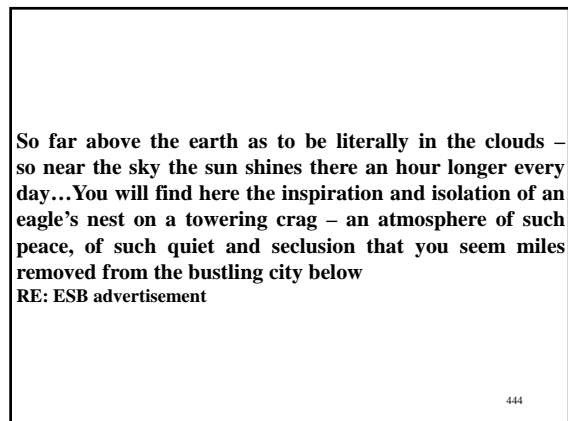 So far above the earth as to be literally in the clouds –
so near the sky the sun shines there an hour longer every
day…You will find here the inspiration and isolation of an
eagle’s nest on a towering crag – an atmosphere of such
peace, of such quiet and seclusion that you seem miles
removed from the bustling city below
RE: ESB advertisement
444